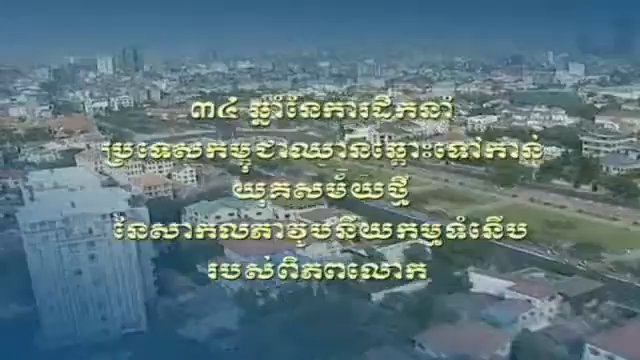 ៣៤ ឆ្នាំនៃការដឹកនាំ
ប្រទេសកម្ពុជាឈានឆ្ពោះទៅកាន់
យុគសម័យថ្មី
នៃសាកលភាវូបនីយកម្មទំនើប
របស់ពិភពលោក